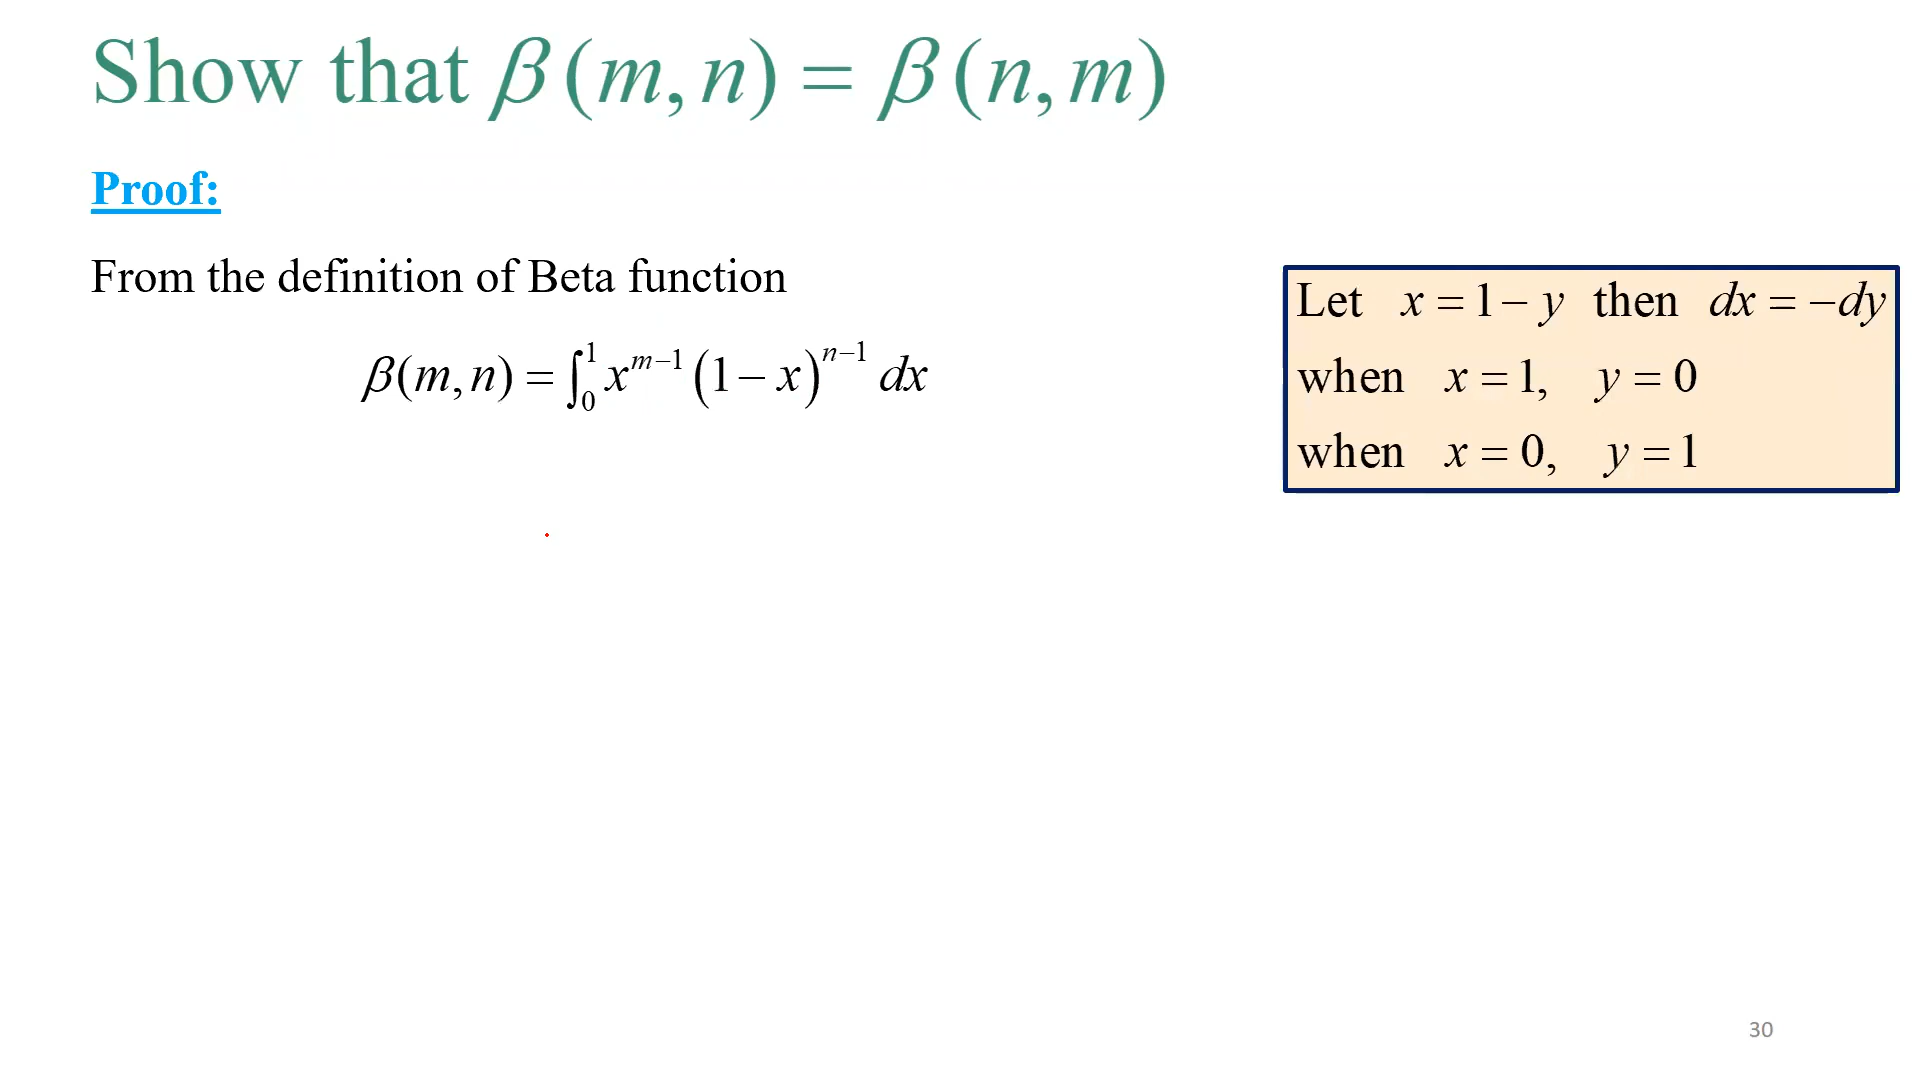 Show that β(m,n) = β(n,m)
Proof:
From the definition of Beta function
β(m,n) = ∫₀¹ xᵐ⁻¹ (1 − x)ⁿ⁻¹ dx
Let x = 1 − y then dx = −dy
when x = 1, y = 0
when x = 0, y = 1
30